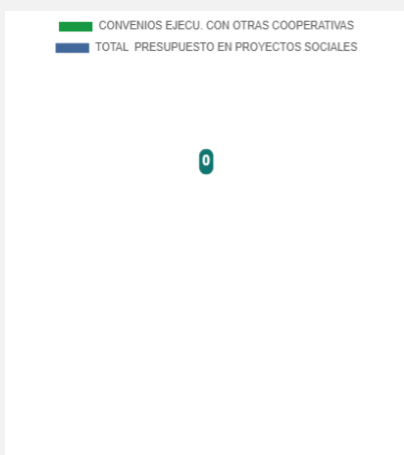 CONVENIOS EJECU. CON OTRAS COOPERATIVAS
TOTAL PRESUPUESTO EN PROYECTOS SOCIALES
0